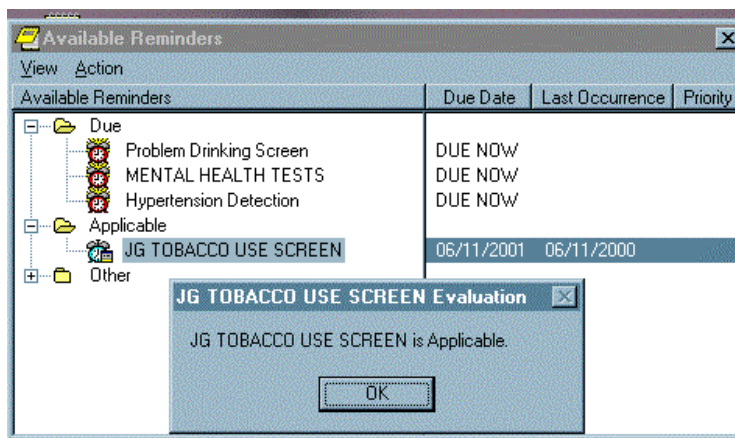 Available Reminders
View Action
Available Reminders Due Date Last Occurrence Priority
Due
Problem Drinking Screen DUE NOW
MENTAL HEALTH TESTS DUE NOW
Hypertension Detection DUE NOW
Applicable
JG TOBACCO USE SCREEN 06/11/2001 06/11/2000
Other
JG TOBACCO USE SCREEN Evaluation
JG TOBACCO USE SCREEN is Applicable.
OK